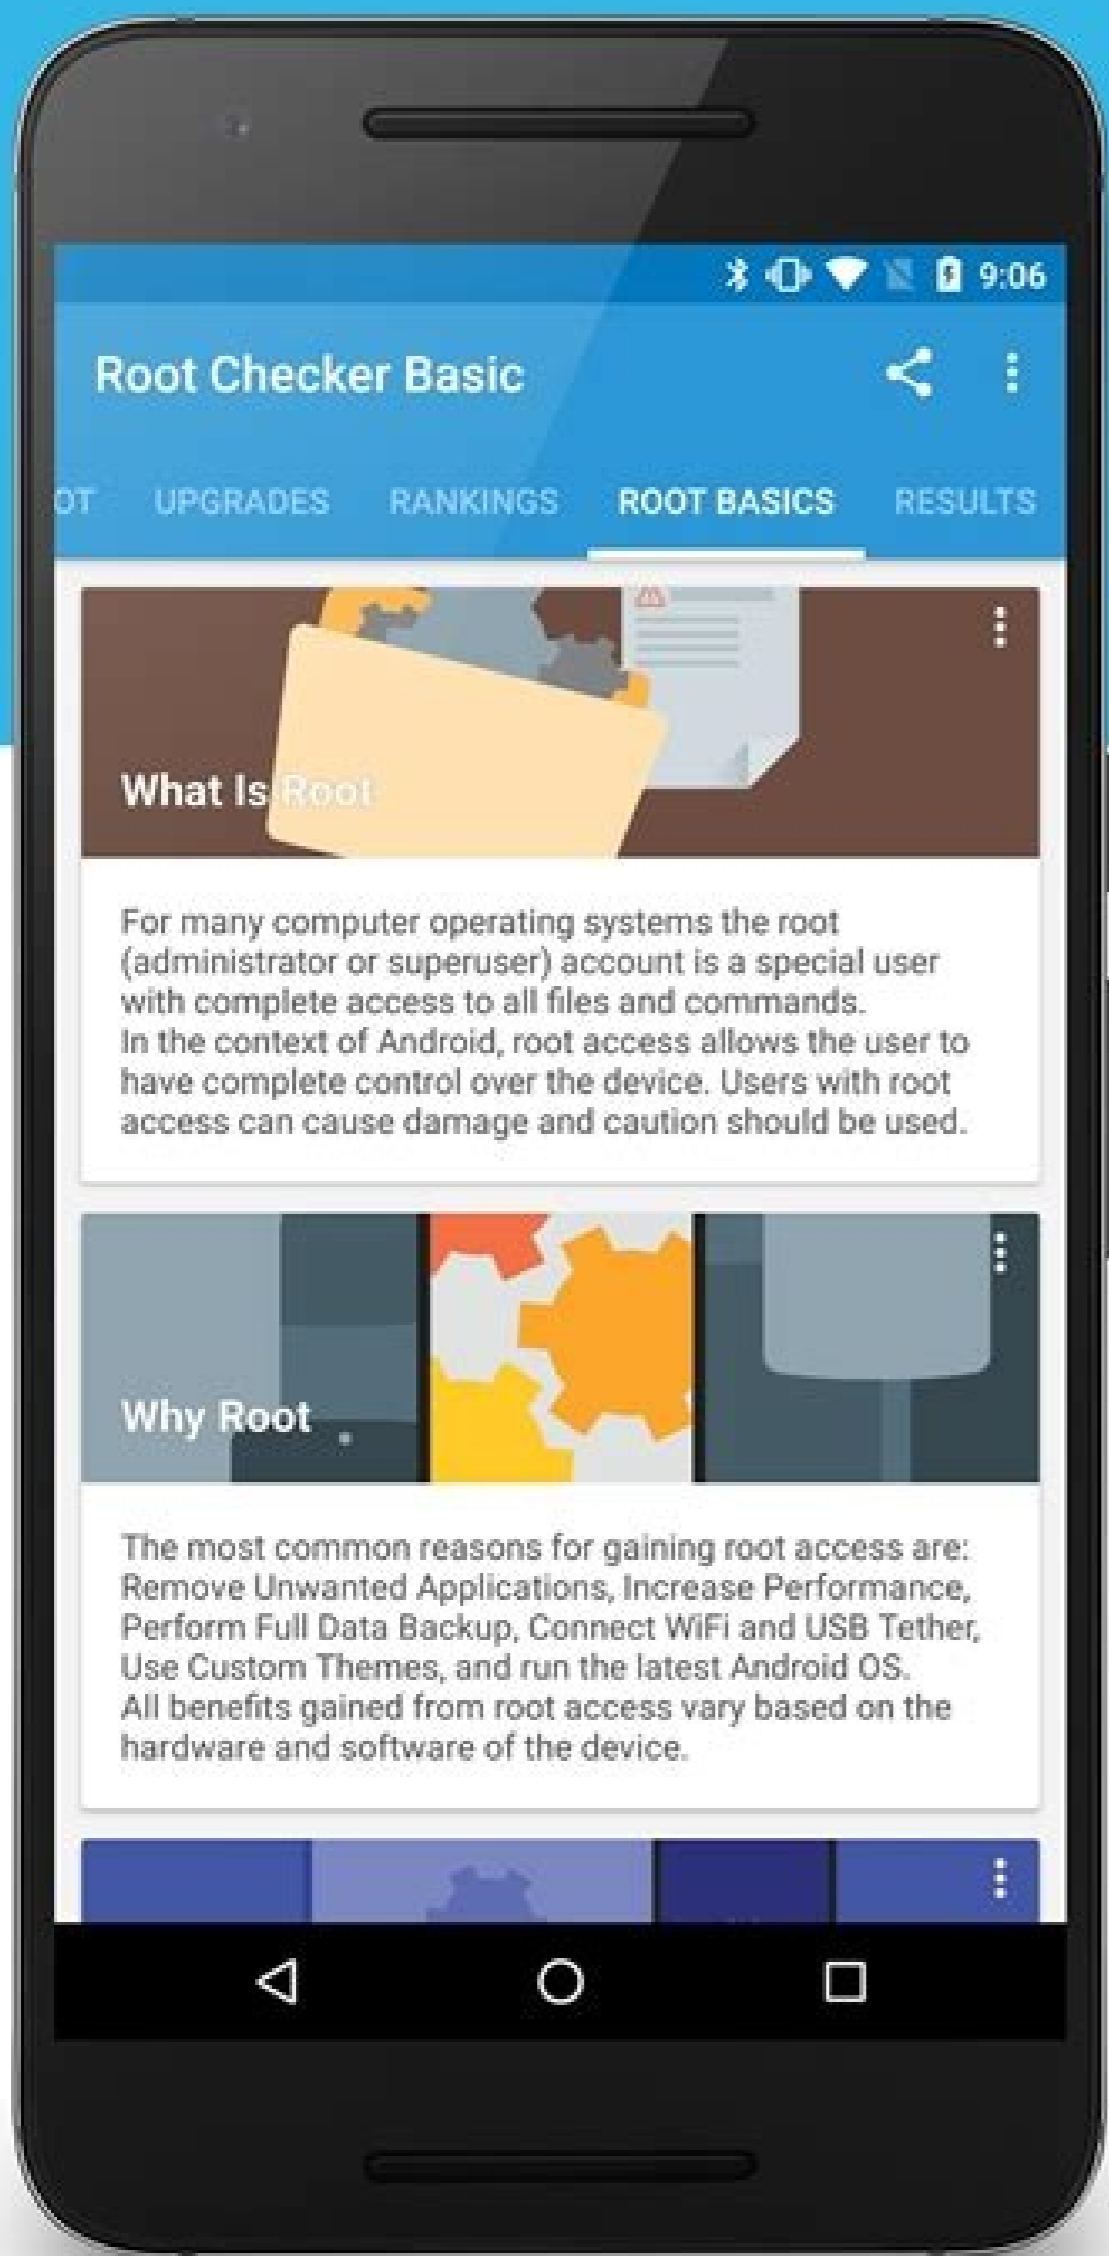 9:06
Root Checker Basic
OT UPGRADES RANKINGS ROOT BASICS RESULTS
What Is Root
For many computer operating systems the root
(administrator or superuser) account is a special user
with complete access to all files and commands.
In the context of Android, root access allows the user to
have complete control over the device. Users with root
access can cause damage and caution should be used.
Why Root
The most common reasons for gaining root access are:
Remove Unwanted Applications, Increase Performance,
Perform Full Data Backup, Connect WiFi and USB Tether,
Use Custom Themes, and run the latest Android OS.
All benefits gained from root access vary based on the
hardware and software of the device.